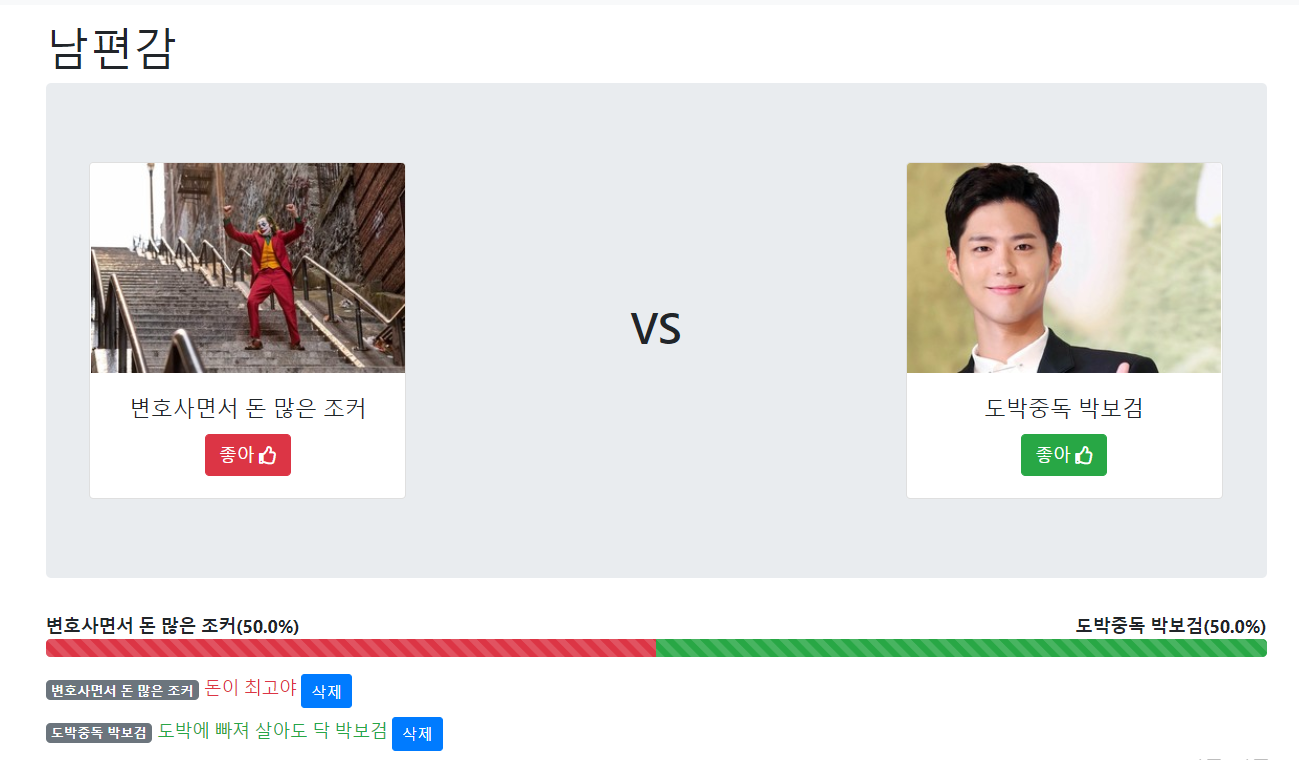 남편감
VS
변호사면서 돈 많은 조커
좋아
도박중독 박보검
좋아
변호사면서 돈 많은 조커(50.0%)
도박중독 박보검(50.0%)
변호사면서 돈 많은 조커 돈이 최고야 삭제
도박중독 박보검 도박에 빠져 살아도 닥 박보검 삭제